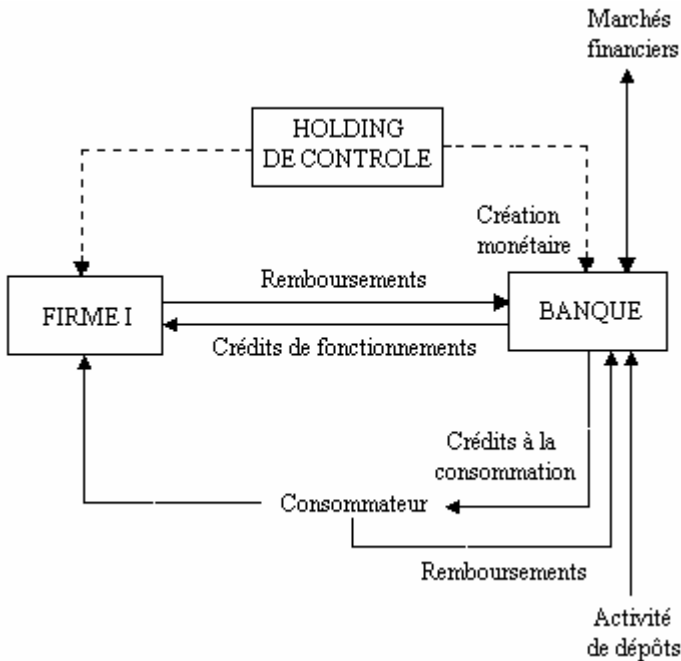 Marchés
financiers
HOLDING
DE CONTROLE
Création
monétaire
Remboursements
FIRME I
BANQUE
Crédits de fonctionnements
Crédits à la
consommation
Consommateur
Remboursements
Activité
de dépôts